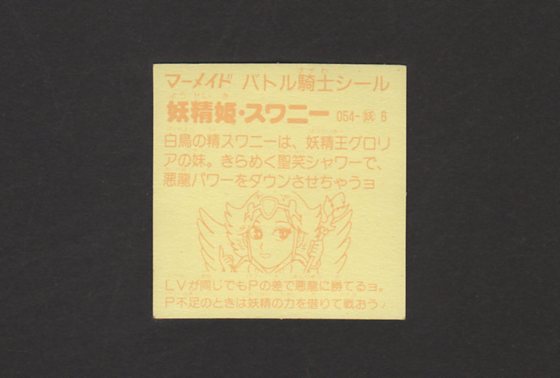 マーメイド バトル騎士シール
妖精姫・スワニー 054-妖 6
白鳥の精スワニーは、妖精王グロリ
アの妹。きらめく聖笑シャワーで、
悪龍パワーをダウンさせちゃうョ
LVが同じでもPの差で悪龍に勝てるョ。
P不足のときは妖精の力を借りて戦おう♪